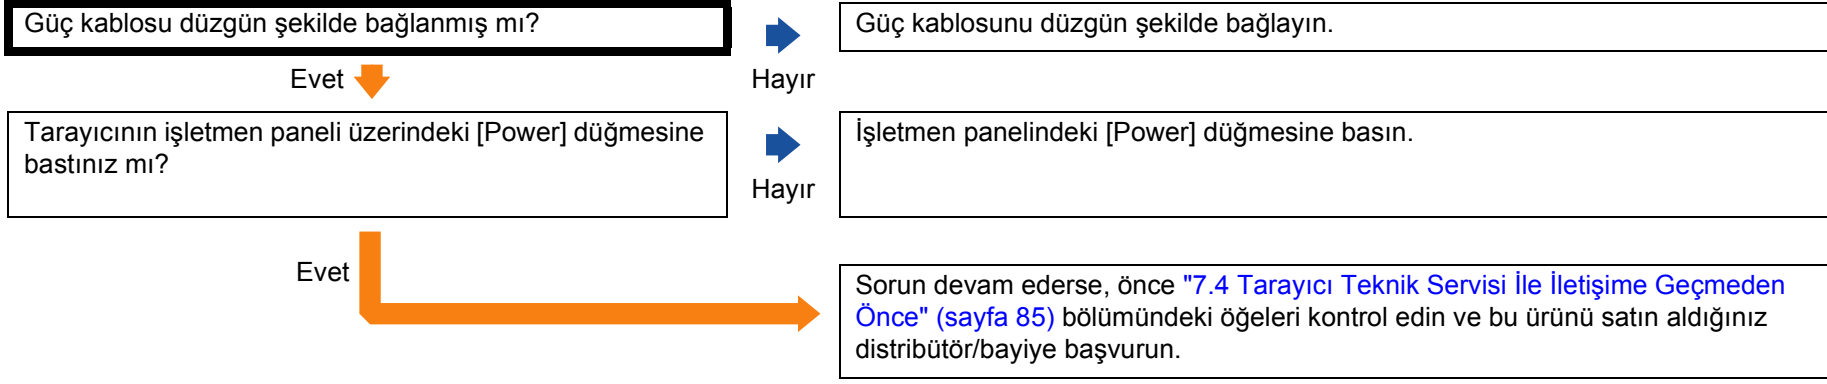 Güç kablosu düzgün şekilde bağlanmış mı?
Güç kablosunu düzgün şekilde bağlayın.
Evet
Hayır
Tarayıcının işletmen paneli üzerindeki [Power] düğmesine
bastınız mı?
İşletmen panelindeki [Power] düğmesine basın.
Hayır
Evet
Sorun devam ederse, önce "7.4 Tarayıcı Teknik Servisi İle İletişime Geçmeden
Önce" (sayfa 85) bölümündeki öğeleri kontrol edin ve bu ürünü satın aldığınız
distribütör/bayiye başvurun.